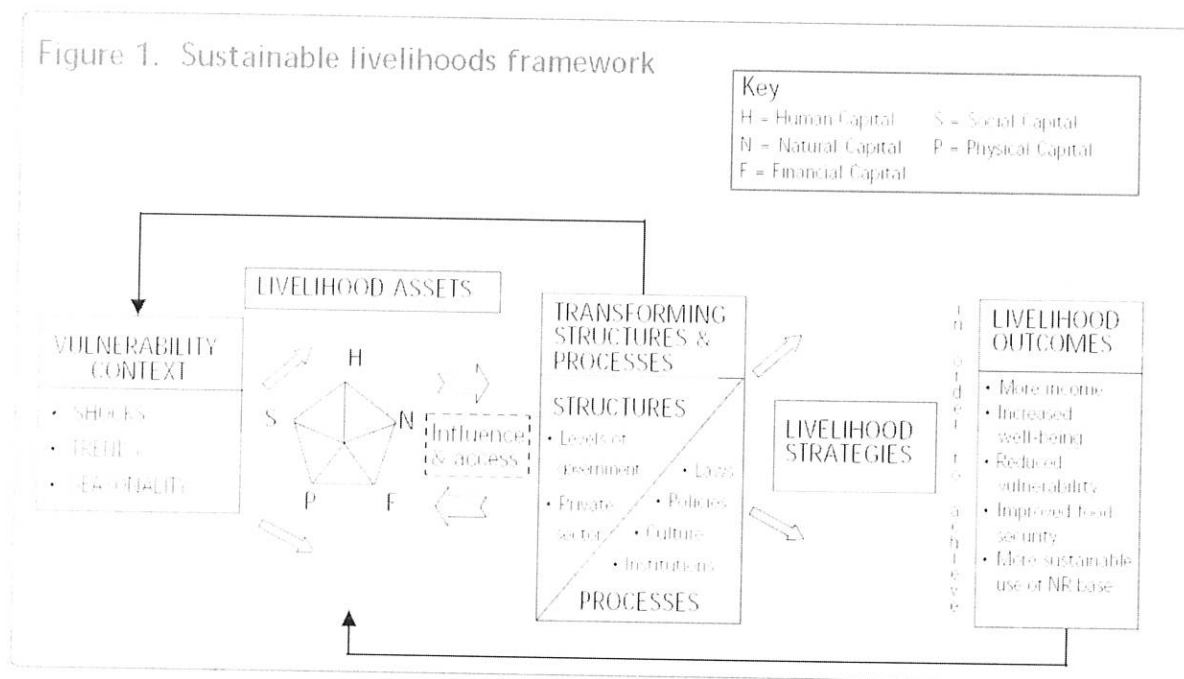 Figure 1. Sustainable livelihoods framework
Key
H = Human Capital S = Social Capital
N = Natural Capital P = Physical Capital
F = Financial Capital
LIVELIHOOD ASSETS
VULNERABILITY
CONTEXT
• SHOCKS
• TRENDS
• SEASONALITY
H
S
N
P
F
Influence
& access
TRANSFORMING
STRUCTURES &
PROCESSES
STRUCTURES
• Levels of
government
• Private
sector
• Laws
• Policies
• Culture
• Institutions
PROCESSES
LIVELIHOOD
STRATEGIES
in order to achieve
LIVELIHOOD
OUTCOMES
• More income
• Increased
well-being
• Reduced
vulnerability
• Improved food
security
• More sustainable
use of NR base